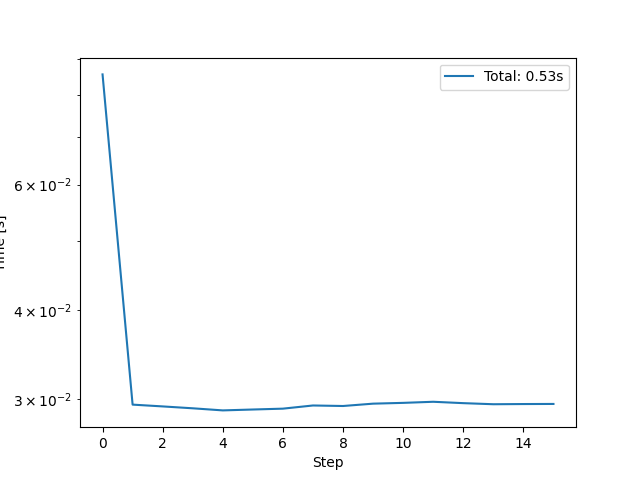 Total: 0.53s
6 × 10⁻²
4 × 10⁻²
3 × 10⁻²
0 2 4 6 8 10 12 14
Step
[s]